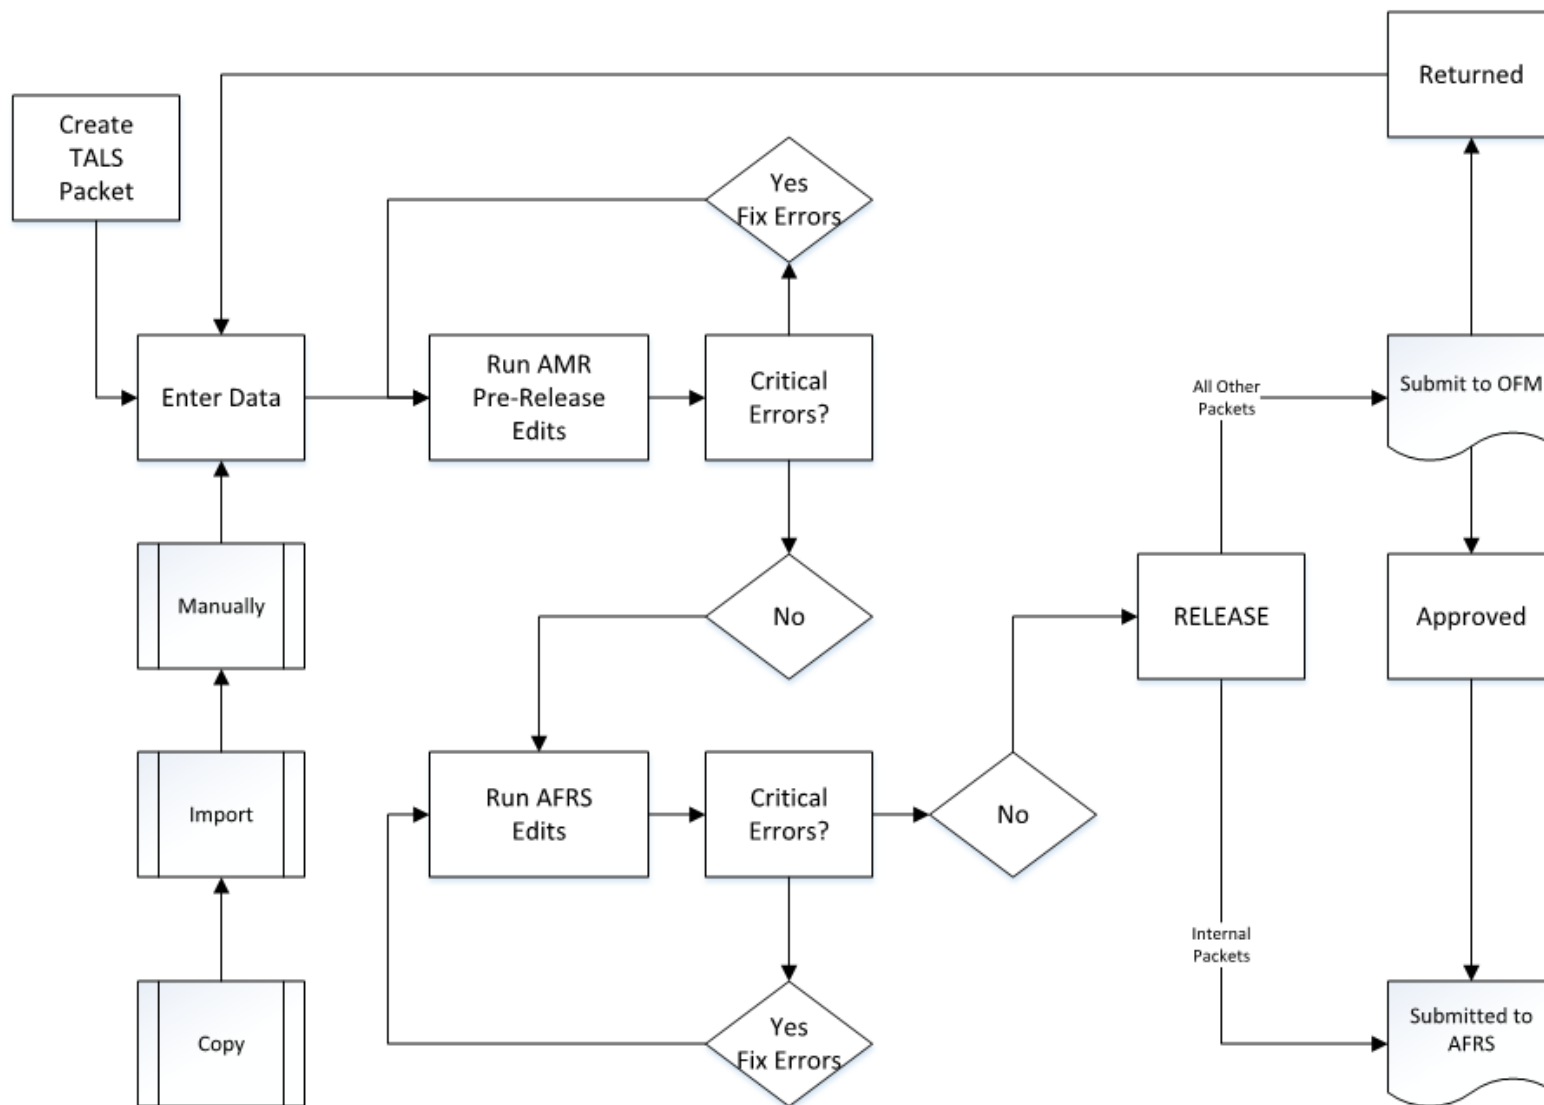 Returned
Create
TALS
Packet
Yes
Fix Errors
Enter Data
Run AMR
Pre-Release
Edits
Critical
Errors?
All Other
Packets
Submit to OFM
Manually
No
RELEASE
Approved
Import
Run AFRS
Edits
Critical
Errors?
No
Internal
Packets
Copy
Yes
Fix Errors
Submitted to
AFRS